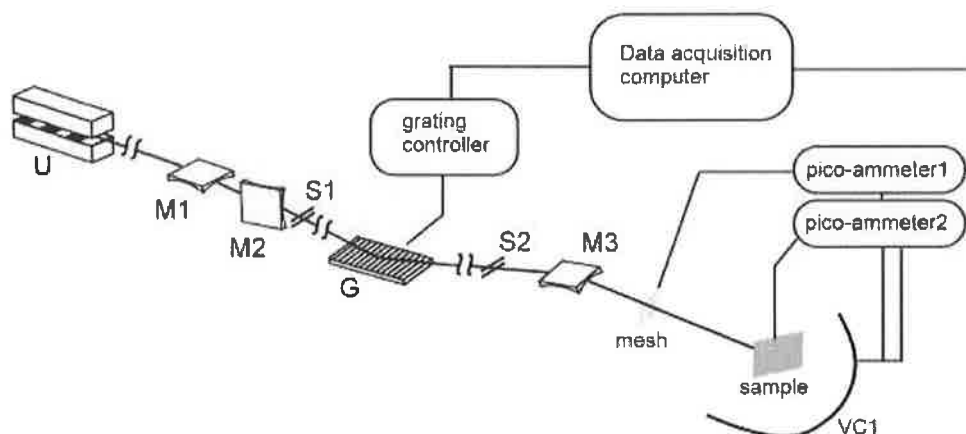 Data acquisition
computer
grating
controller
U
M1
M2
S1
G
S2
M3
pico-ammeter1
pico-ammeter2
mesh
sample
VC1